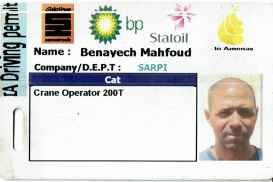 IA Driving permit
sonatrach
bp
Statoil
In Amenas
Name : Benayech Mahfoud
Company/D.E.P.T : SARPI
Cat
Crane Operator 200T